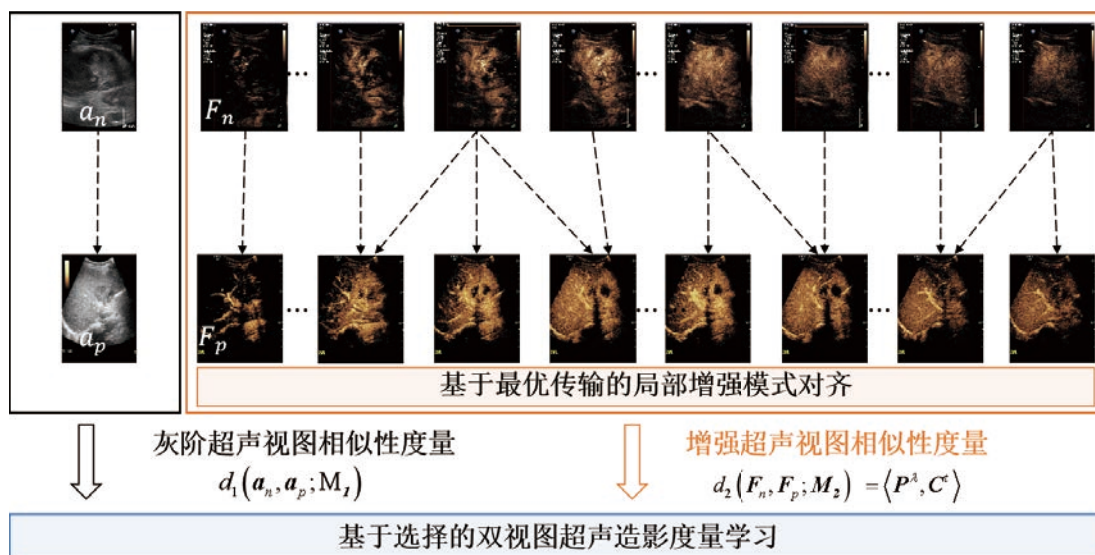 a_n
F_n
...
...
...
a_p
F_p
...
...
...
基于最优传输的局部增强模式对齐
灰阶超声视图相似性度量
d_1(a_n, a_p; M_1)
增强超声视图相似性度量
d_2(F_n, F_p; M_2) = ⟨P^λ, C^t⟩
基于选择的双视图超声造影度量学习